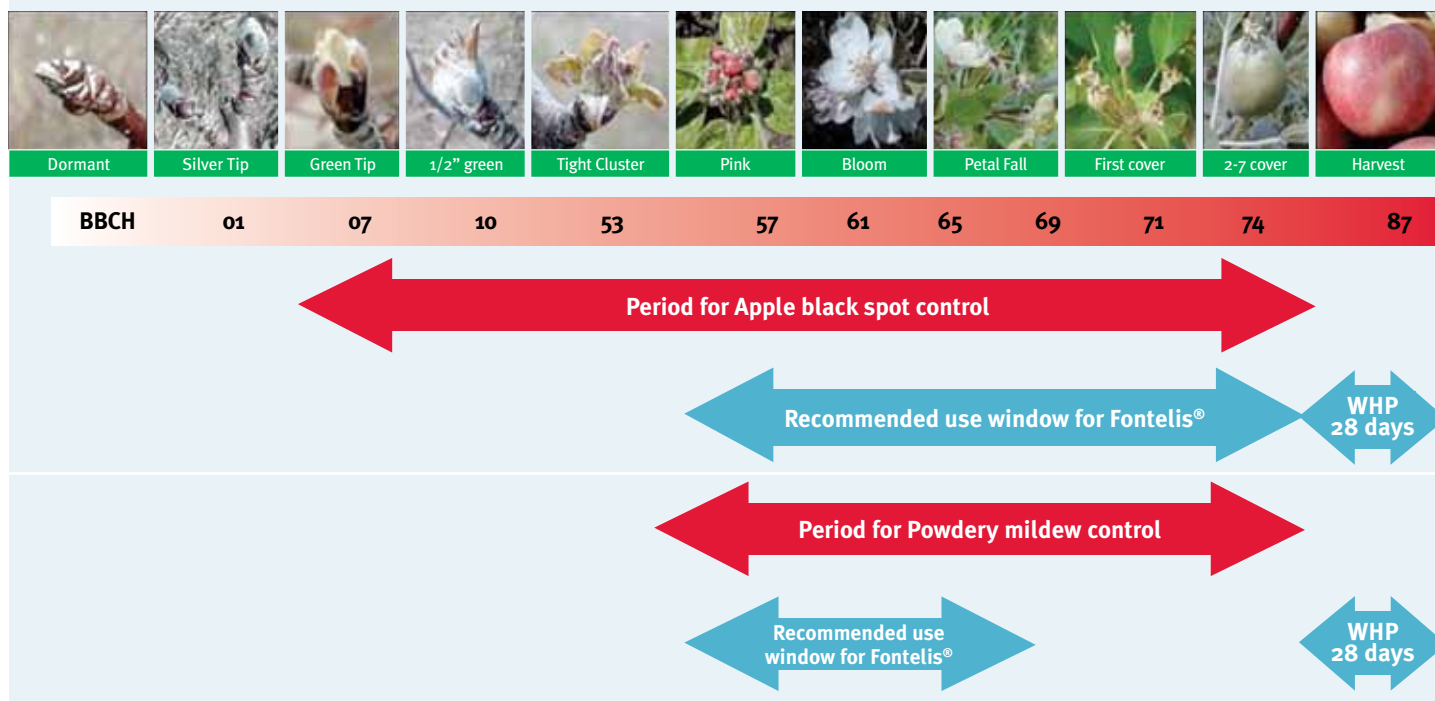 Dormant
Silver Tip
Green Tip
1/2” green
Tight Cluster
Pink
Bloom
Petal Fall
First cover
2-7 cover
Harvest
BBCH 01 07 10 53 57 61 65 69 71 74 87
Period for Apple black spot control
Recommended use window for Fontelis®
WHP
28 days
Period for Powdery mildew control
Recommended use
window for Fontelis®
WHP
28 days